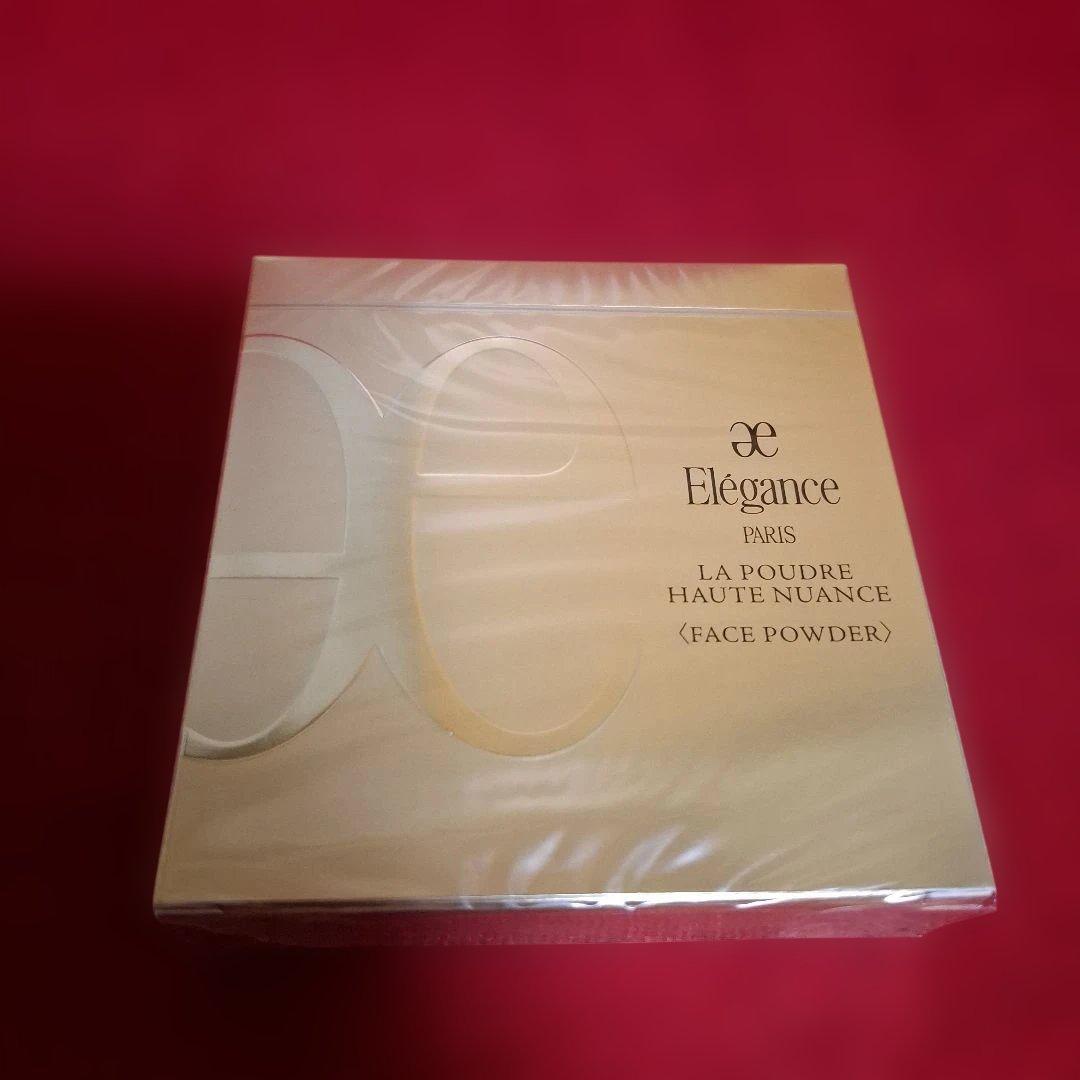 Elégance
PARIS
LA POUDRE
HAUTE NUANCE
〈FACE POWDER〉